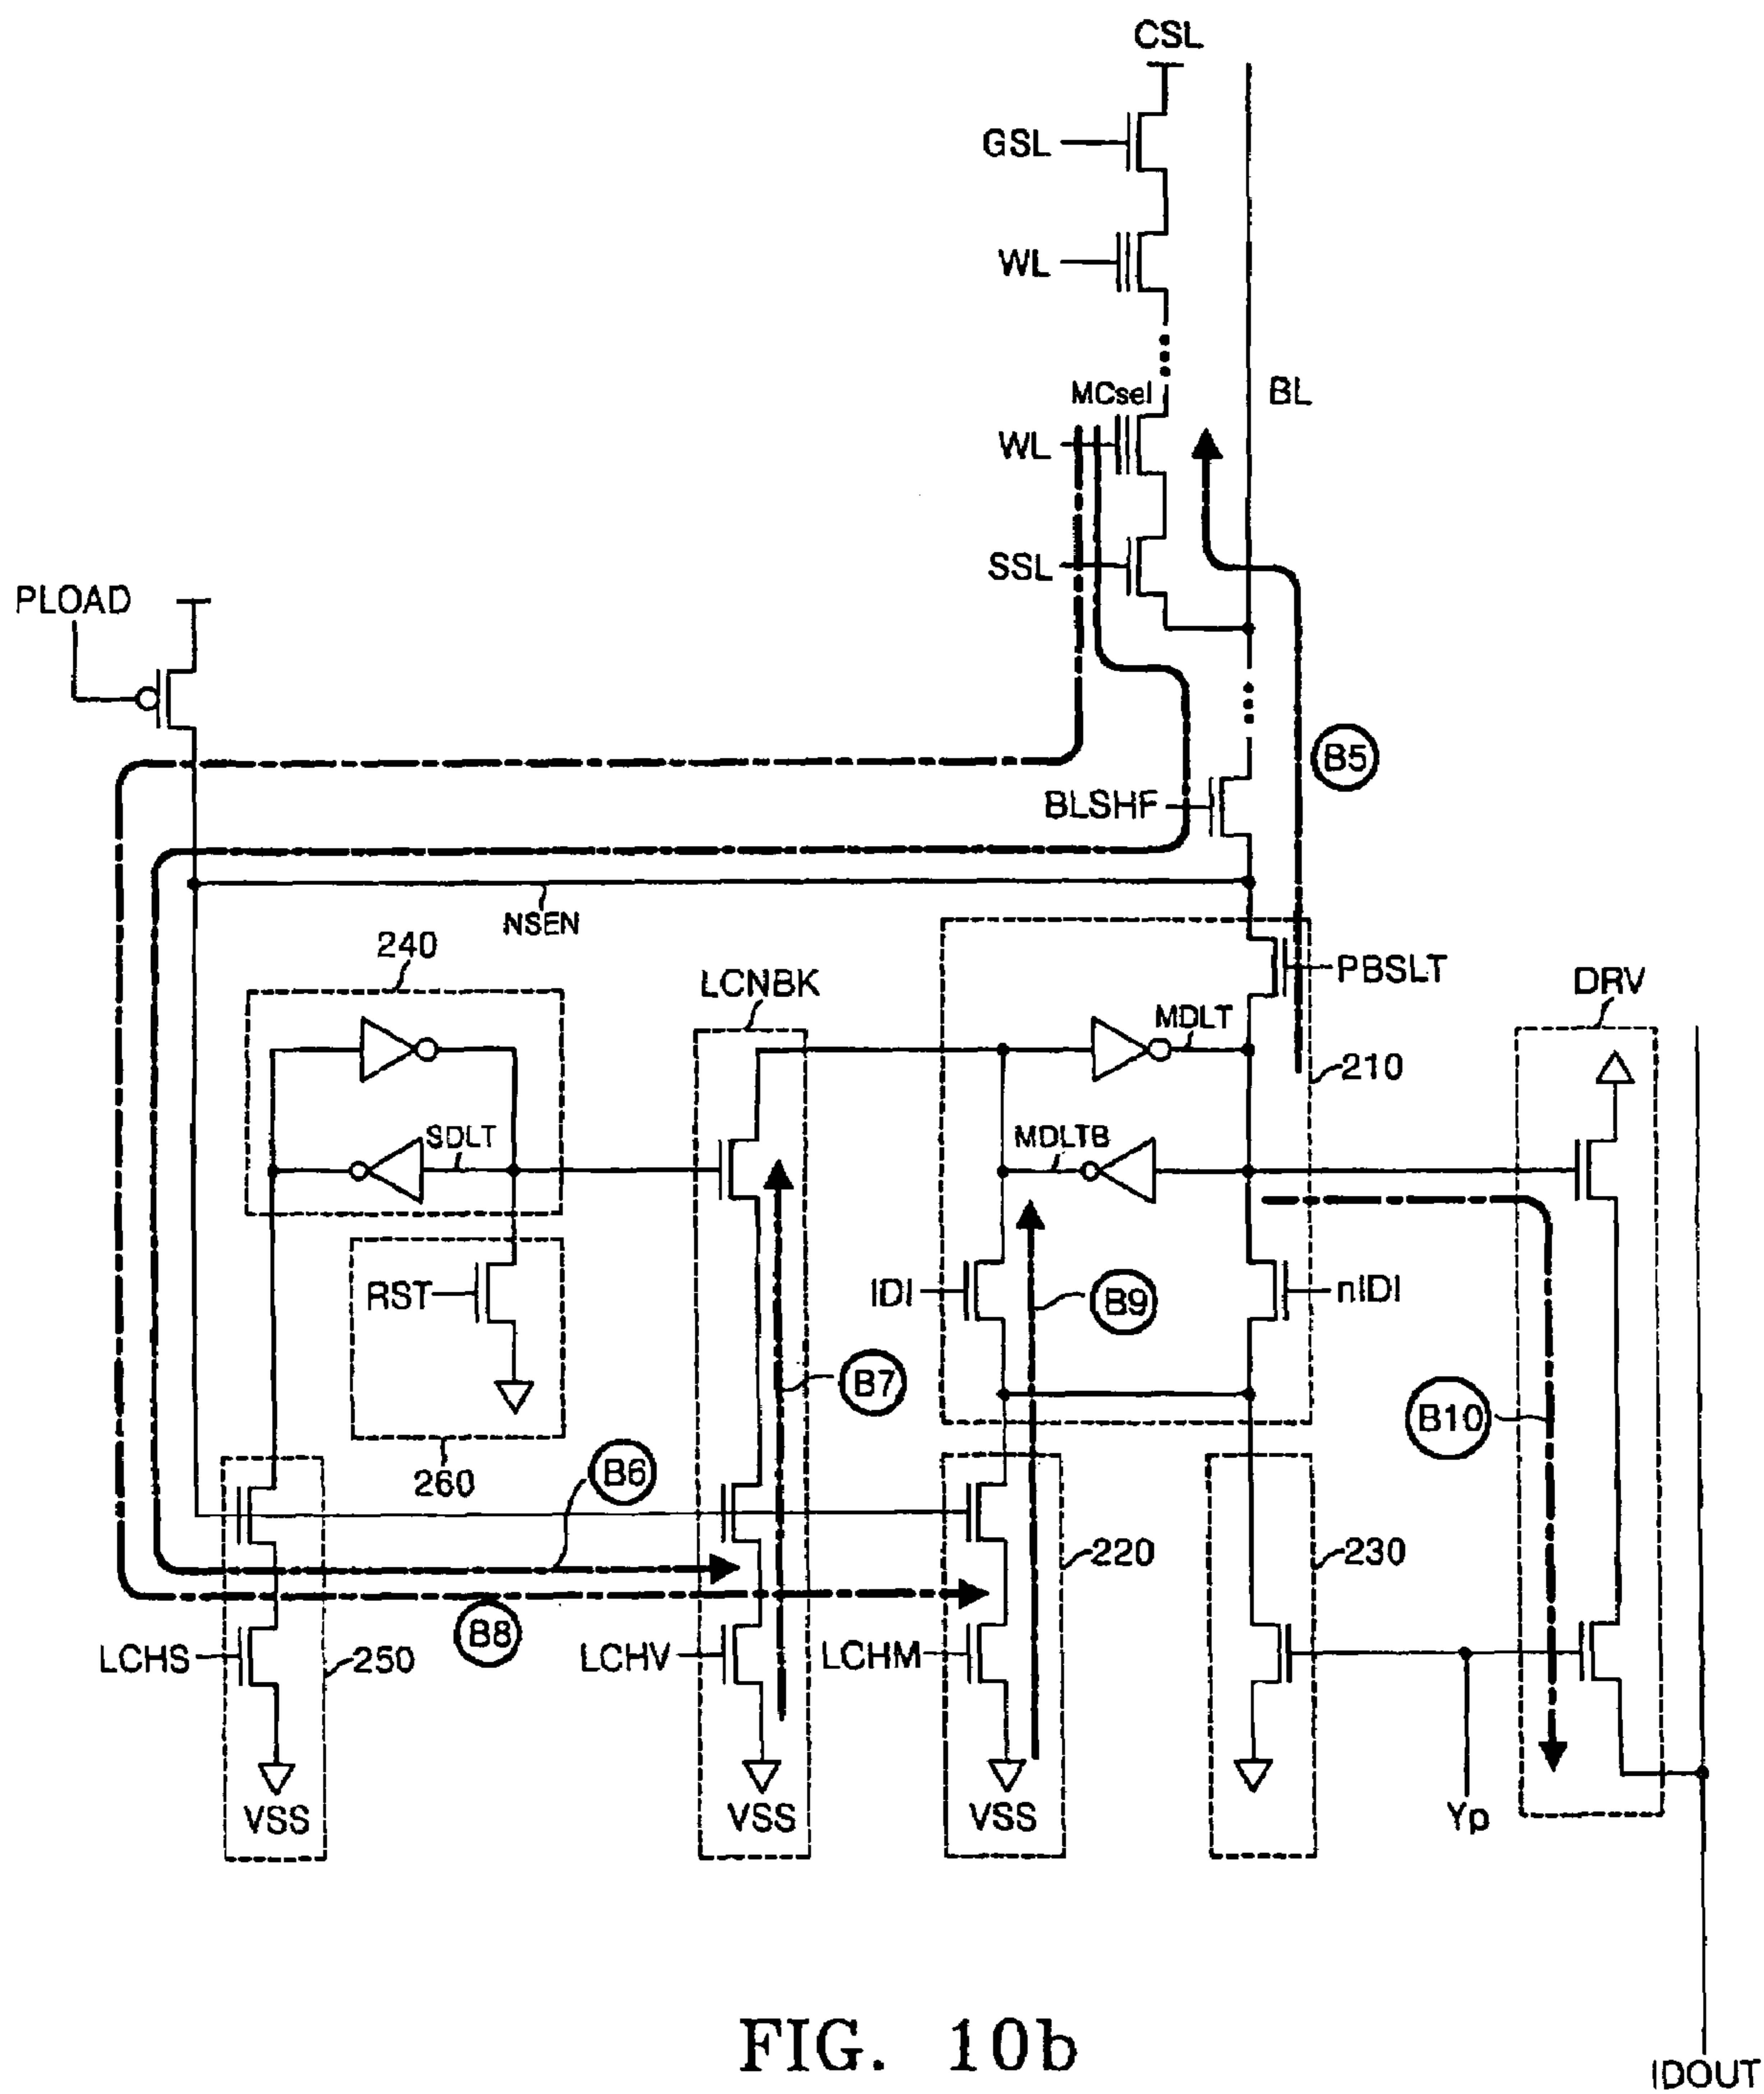 CSL
GSL
WL
MCsel
BL
WL
SSL
PLOAD
B5
BLSHF
NSEN
240
LCNBK
PBSLT
DRV
MDLT
210
SDLT
MDLTB
RST
IDI
B9
nIDI
B7
B10
260
B6
220
230
B8
LCHS
250
LCHV
LCHM
VSS
VSS
VSS
Yp
FIG. 10b
IDOUT